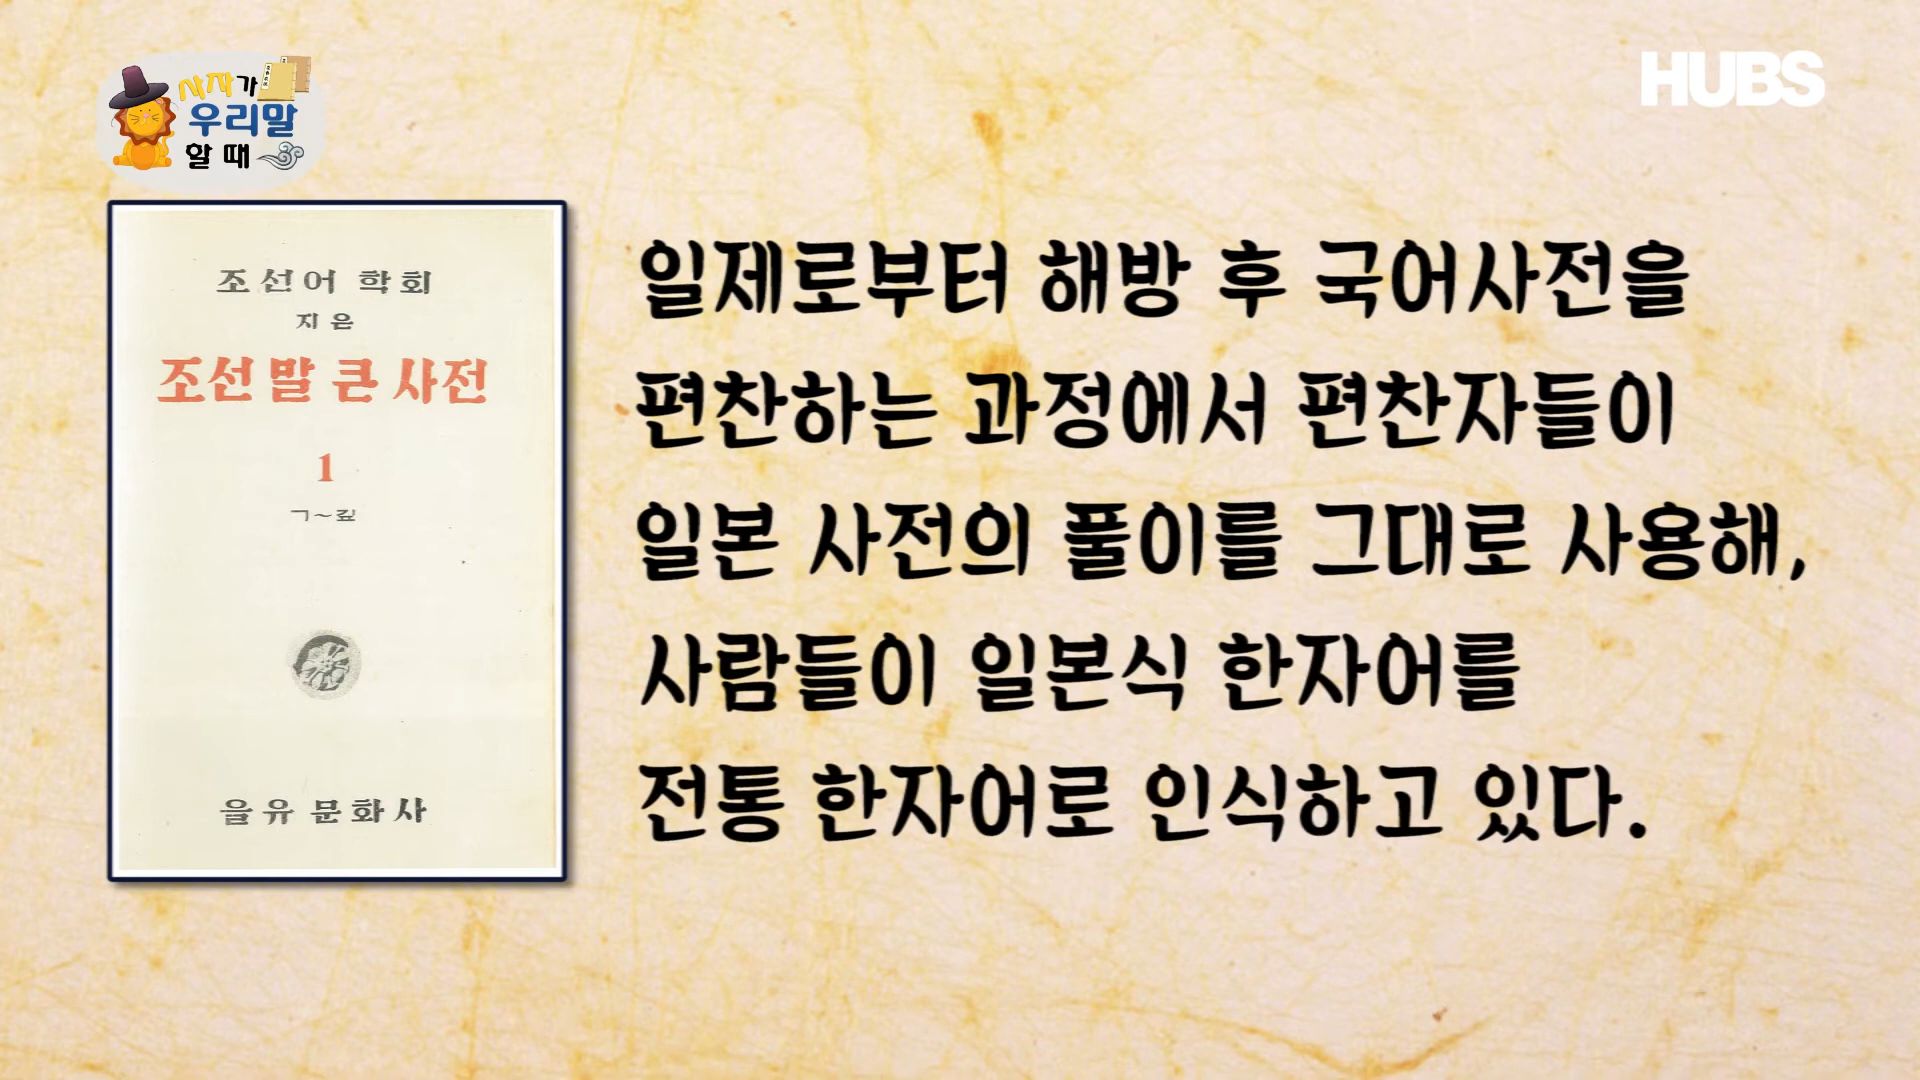 사자가
우리말
할 때
HUBS
조선어 학회
지은
조선말 큰사전
1
ㄱ~깊
을유문화사
일제로부터 해방 후 국어사전을
편찬하는 과정에서 편찬자들이
일본 사전의 풀이를 그대로 사용해,
사람들이 일본식 한자어를
전통 한자어로 인식하고 있다.